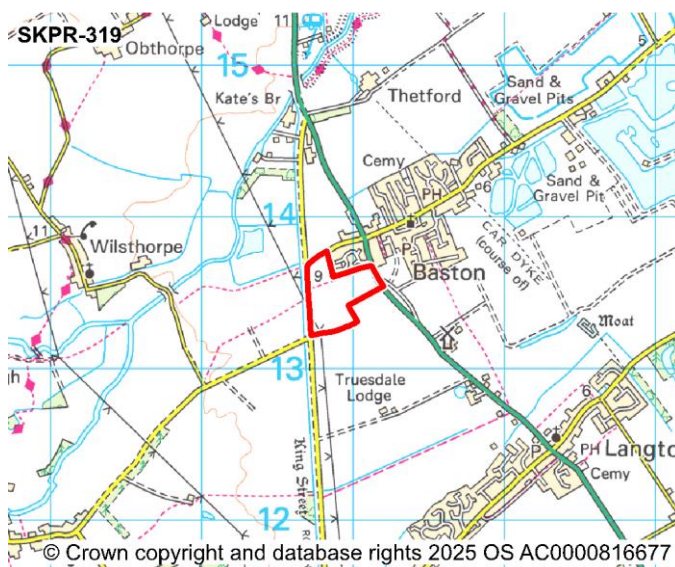 SKPR-319
Lodge
11
Obthorpe
5
15
Kate's Br
Thetford
Sand &
Gravel Pits
Cemy
PH
6
Sand &
Gravel Pit
14
11
Wilsthorpe
CAR DYKE
(course of)
9
Baston
Moat
gh
13
Truesdale
Lodge
6
King Street
P
PH
Langto
Cemy
12
RO
© Crown copyright and database rights 2025 OS AC0000816677